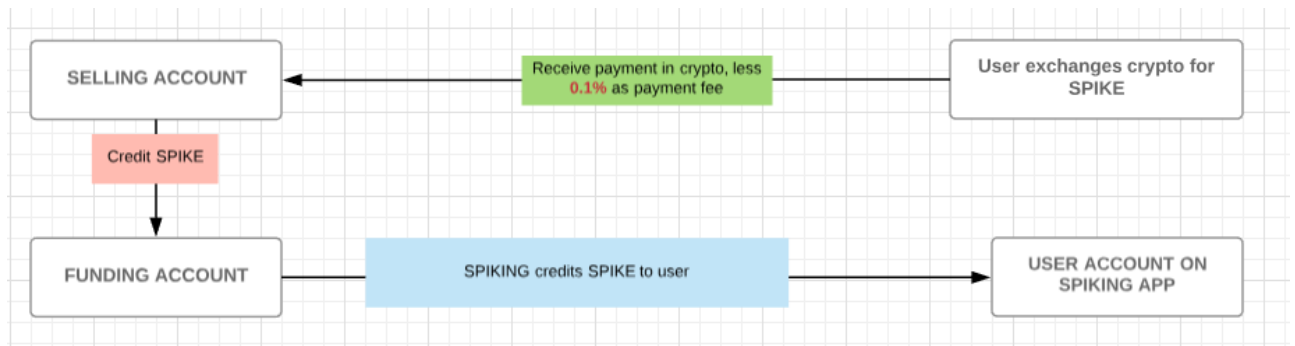 SELLING ACCOUNT
Receive payment in crypto, less
0.1% as payment fee
User exchanges crypto for
SPIKE
Credit SPIKE
FUNDING ACCOUNT
SPIKING credits SPIKE to user
USER ACCOUNT ON
SPIKING APP